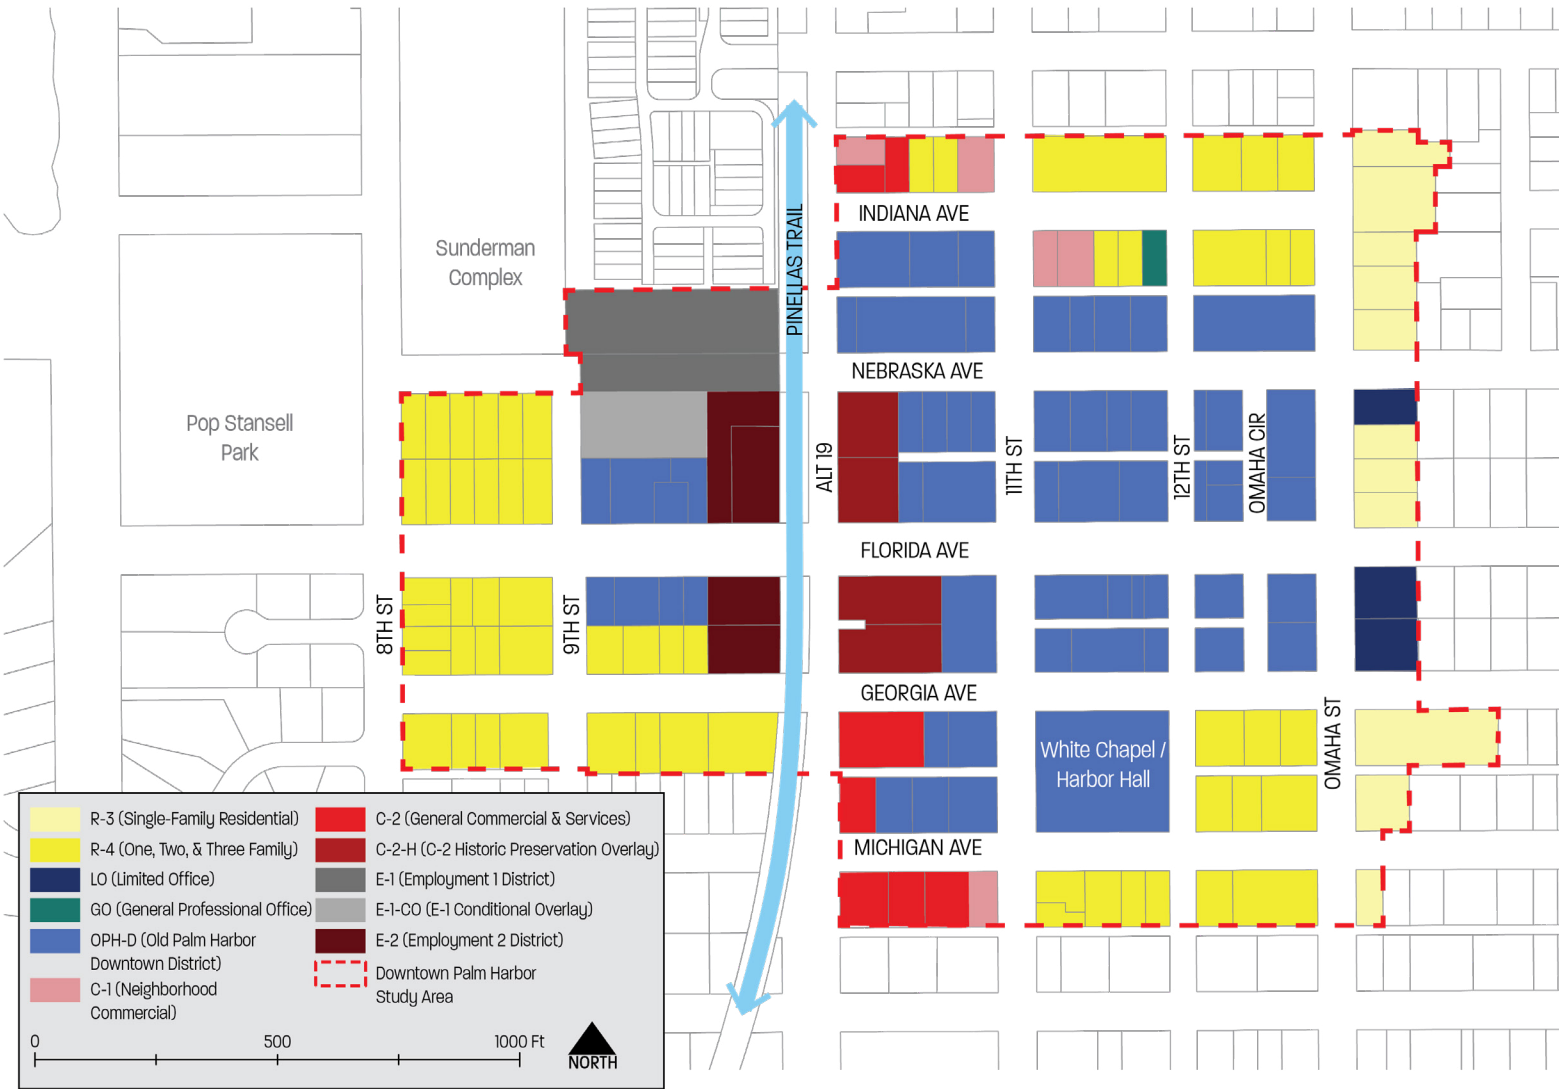 Sunderman
Complex
Pop Stansell
Park
PINELLAS TRAIL
INDIANA AVE
NEBRASKA AVE
ALT 19
11TH ST
12TH ST
OMAHA CIR
FLORIDA AVE
8TH ST
9TH ST
GEORGIA AVE
White Chapel /
Harbor Hall
OMAHA ST
MICHIGAN AVE
R-3 (Single-Family Residential)
R-4 (One, Two, & Three Family)
LO (Limited Office)
GO (General Professional Office)
OPH-D (Old Palm Harbor
Downtown District)
C-1 (Neighborhood
Commercial)
C-2 (General Commercial & Services)
C-2-H (C-2 Historic Preservation Overlay)
E-1 (Employment 1 District)
E-1-CO (E-1 Conditional Overlay)
E-2 (Employment 2 District)
Downtown Palm Harbor
Study Area
0 500 1000 Ft
NORTH